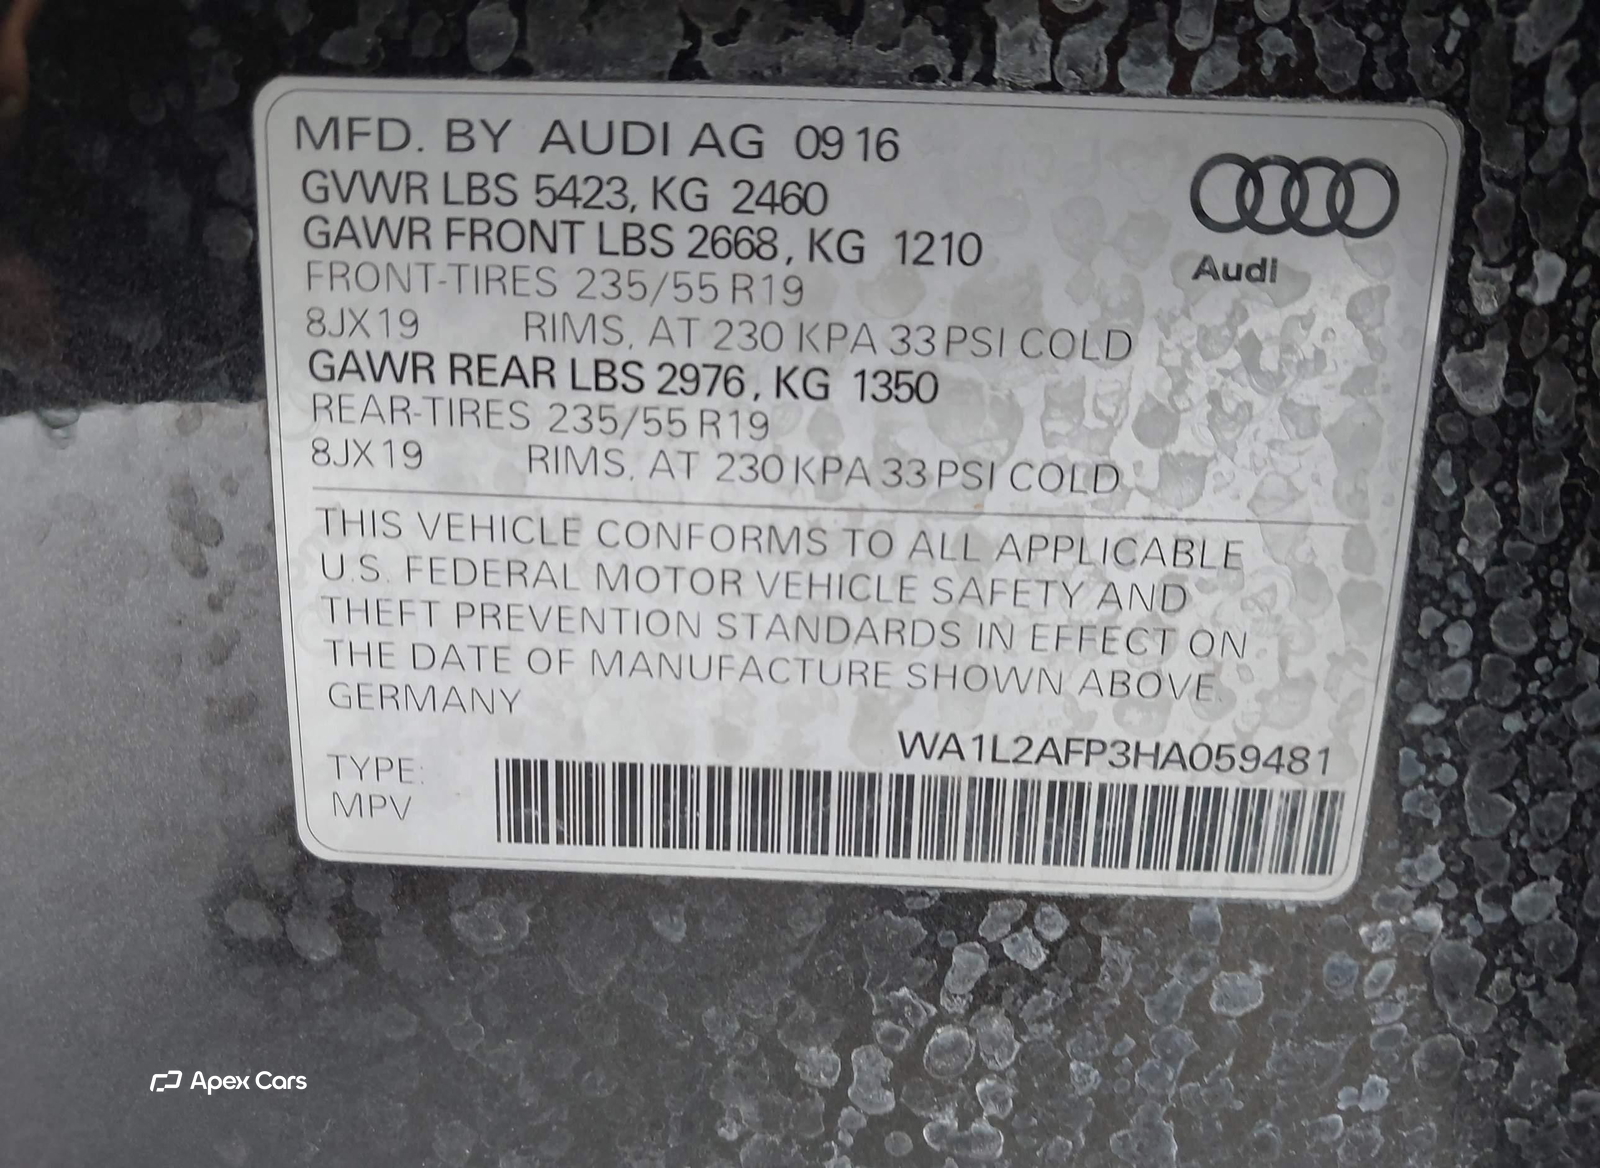 MFD. BY AUDI AG 09 16
GVWR LBS 5423, KG 2460
GAWR FRONT LBS 2668, KG 1210
FRONT-TIRES 235/55 R19
8JX19 RIMS, AT 230 KPA 33 PSI COLD
GAWR REAR LBS 2976, KG 1350
REAR-TIRES 235/55 R19
8JX19 RIMS, AT 230 KPA 33 PSI COLD
Audi
THIS VEHICLE CONFORMS TO ALL APPLICABLE
U.S. FEDERAL MOTOR VEHICLE SAFETY AND
THEFT PREVENTION STANDARDS IN EFFECT ON
THE DATE OF MANUFACTURE SHOWN ABOVE.
GERMANY
WA1L2AFP3HA059481
TYPE:
MPV
Apex Cars